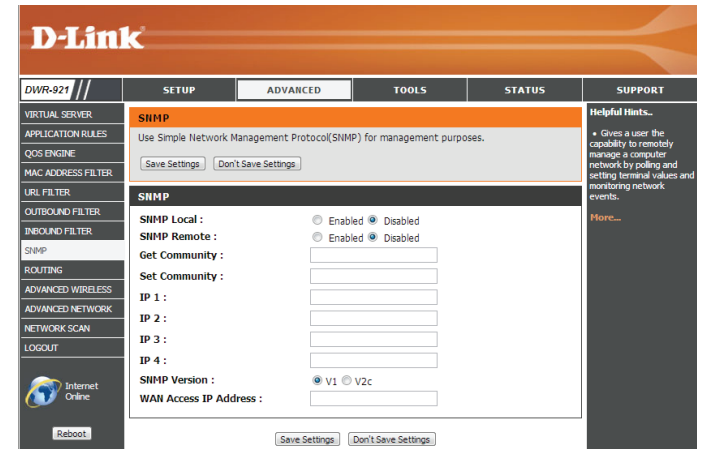 D-Link
DWR-921
SETUP
ADVANCED
TOOLS
STATUS
SUPPORT
VIRTUAL SERVER
APPLICATION RULES
QOS ENGINE
MAC ADDRESS FILTER
URL FILTER
OUTBOUND FILTER
INBOUND FILTER
SNMP
ROUTING
ADVANCED WIRELESS
ADVANCED NETWORK
NETWORK SCAN
LOGOUT
Internet
Online
Reboot
SNMP
Use Simple Network Management Protocol(SNMP) for management purposes.
Save Settings Don't Save Settings
SNMP
SNMP Local : Enabled Disabled
SNMP Remote : Enabled Disabled
Get Community :
Set Community :
IP 1 :
IP 2 :
IP 3 :
IP 4 :
SNMP Version : V1 V2c
WAN Access IP Address :
Save Settings Don't Save Settings
Helpful Hints..
• Gives a user the
capability to remotely
manage a computer
network by polling and
setting terminal values and
monitoring network
events.
More...